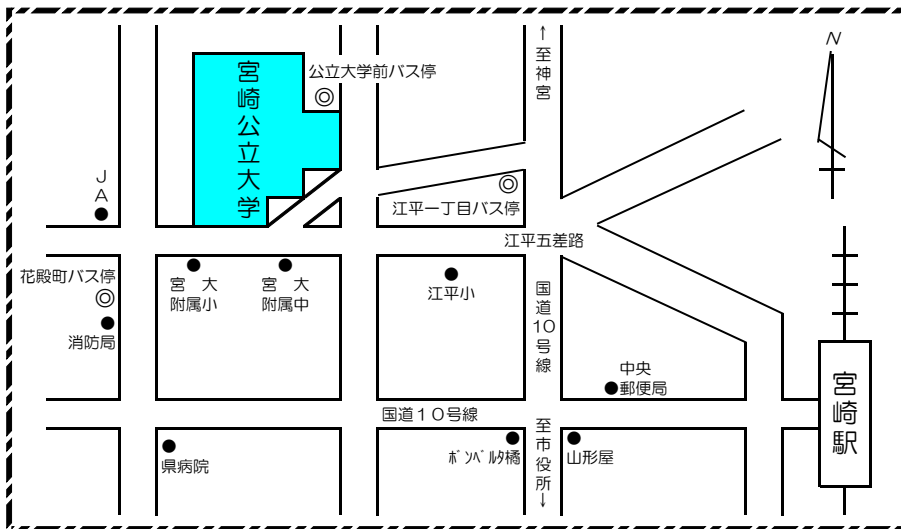 ↑至神宮
N
宮崎公立大学
公立大学前バス停
◎
JA
●
◎
江平一丁目バス停
江平五差路
花殿町バス停
◎
●
消防局
●
宮 大
附属小
●
宮 大
附属中
●
江平小
国道10号線
中央
●郵便局
宮崎駅
国道10号線
●
県病院
●
ボンベルタ橘
至市役所↓
●
山形屋